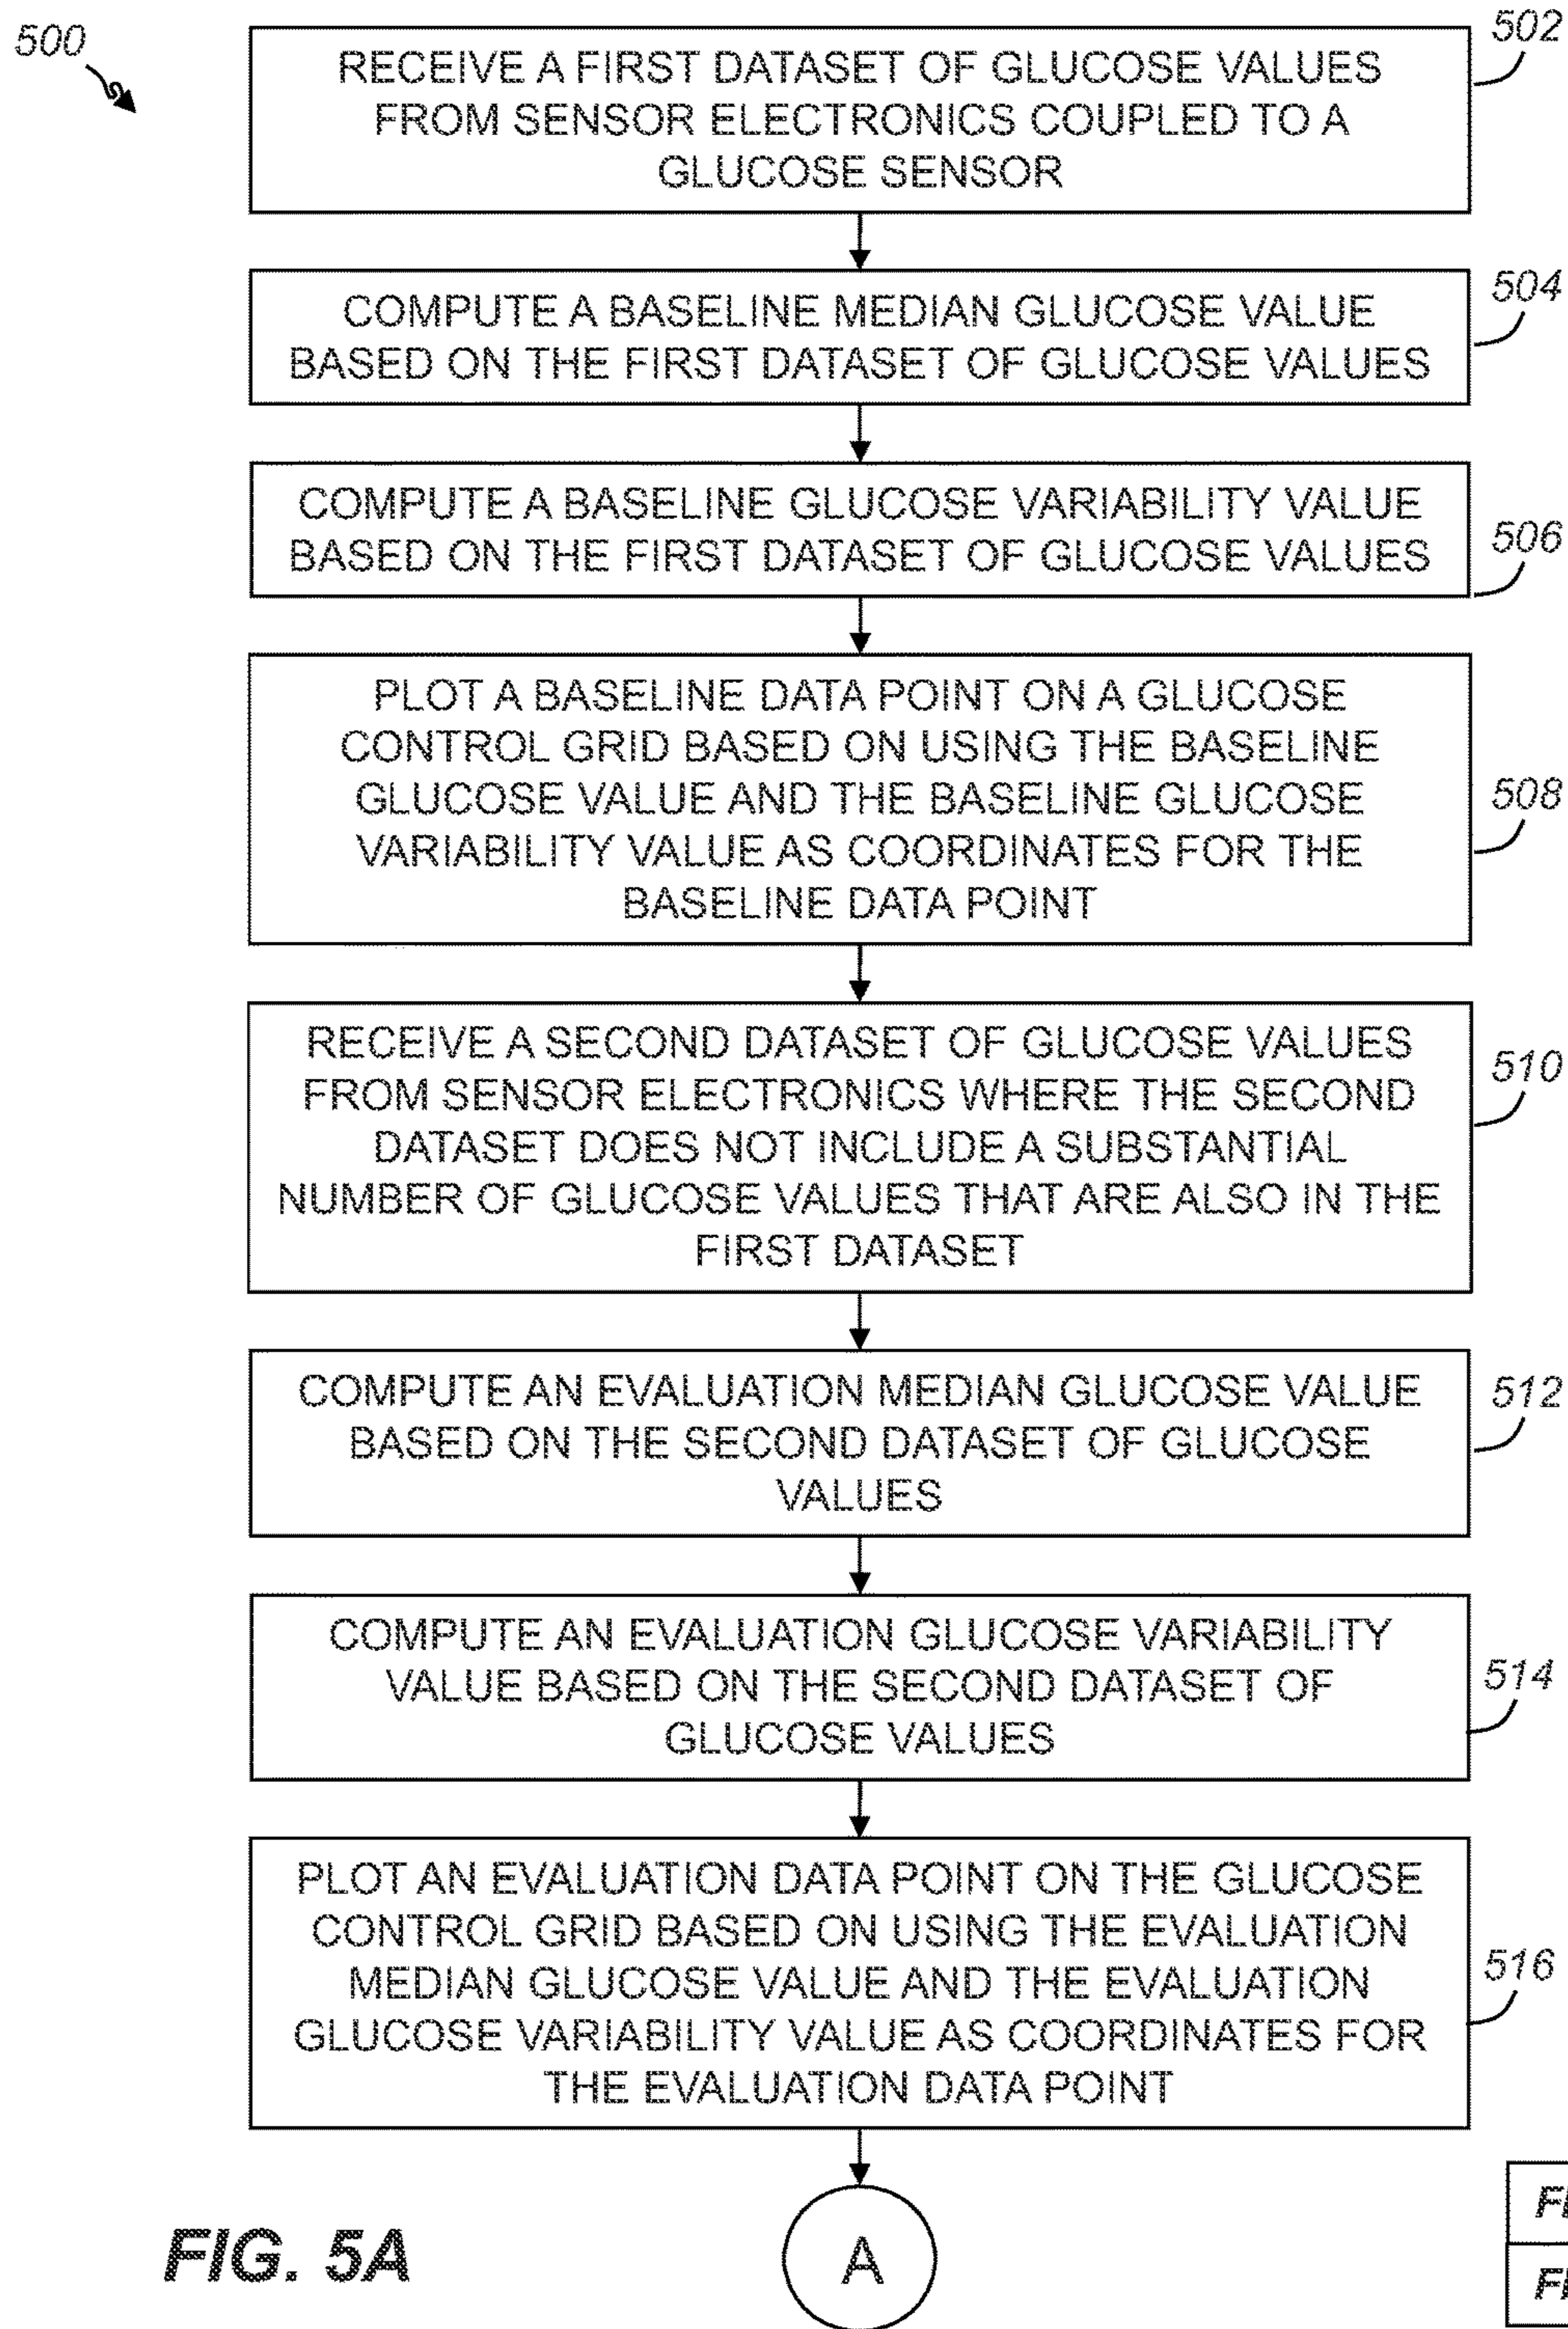 500
502
RECEIVE A FIRST DATASET OF GLUCOSE VALUES
FROM SENSOR ELECTRONICS COUPLED TO A
GLUCOSE SENSOR
504
COMPUTE A BASELINE MEDIAN GLUCOSE VALUE
BASED ON THE FIRST DATASET OF GLUCOSE VALUES
COMPUTE A BASELINE GLUCOSE VARIABILITY VALUE
BASED ON THE FIRST DATASET OF GLUCOSE VALUES
506
PLOT A BASELINE DATA POINT ON A GLUCOSE
CONTROL GRID BASED ON USING THE BASELINE
GLUCOSE VALUE AND THE BASELINE GLUCOSE
VARIABILITY VALUE AS COORDINATES FOR THE
BASELINE DATA POINT
508
RECEIVE A SECOND DATASET OF GLUCOSE VALUES
FROM SENSOR ELECTRONICS WHERE THE SECOND
DATASET DOES NOT INCLUDE A SUBSTANTIAL
NUMBER OF GLUCOSE VALUES THAT ARE ALSO IN THE
FIRST DATASET
510
COMPUTE AN EVALUATION MEDIAN GLUCOSE VALUE
BASED ON THE SECOND DATASET OF GLUCOSE
VALUES
512
COMPUTE AN EVALUATION GLUCOSE VARIABILITY
VALUE BASED ON THE SECOND DATASET OF
GLUCOSE VALUES
514
PLOT AN EVALUATION DATA POINT ON THE GLUCOSE
CONTROL GRID BASED ON USING THE EVALUATION
MEDIAN GLUCOSE VALUE AND THE EVALUATION
GLUCOSE VARIABILITY VALUE AS COORDINATES FOR
THE EVALUATION DATA POINT
516
FIG. 5A
A